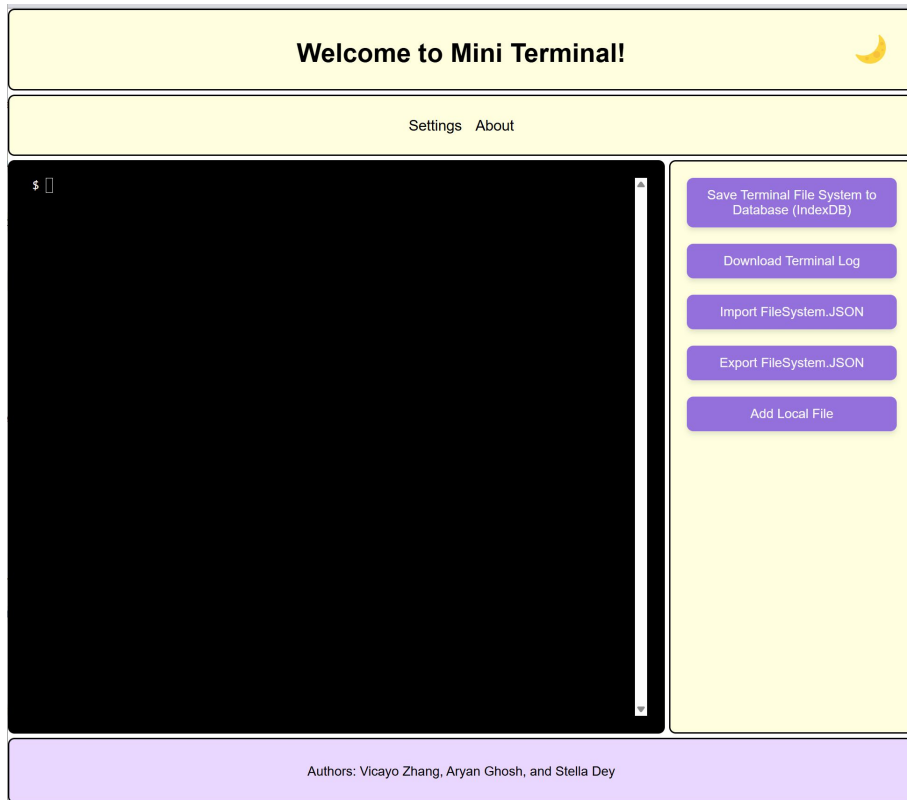 Welcome to Mini Terminal!
Settings About
$
Save Terminal File System to
Database (IndexDB)
Download Terminal Log
Import FileSystem.JSON
Export FileSystem.JSON
Add Local File
Authors: Vicayo Zhang, Aryan Ghosh, and Stella Dey